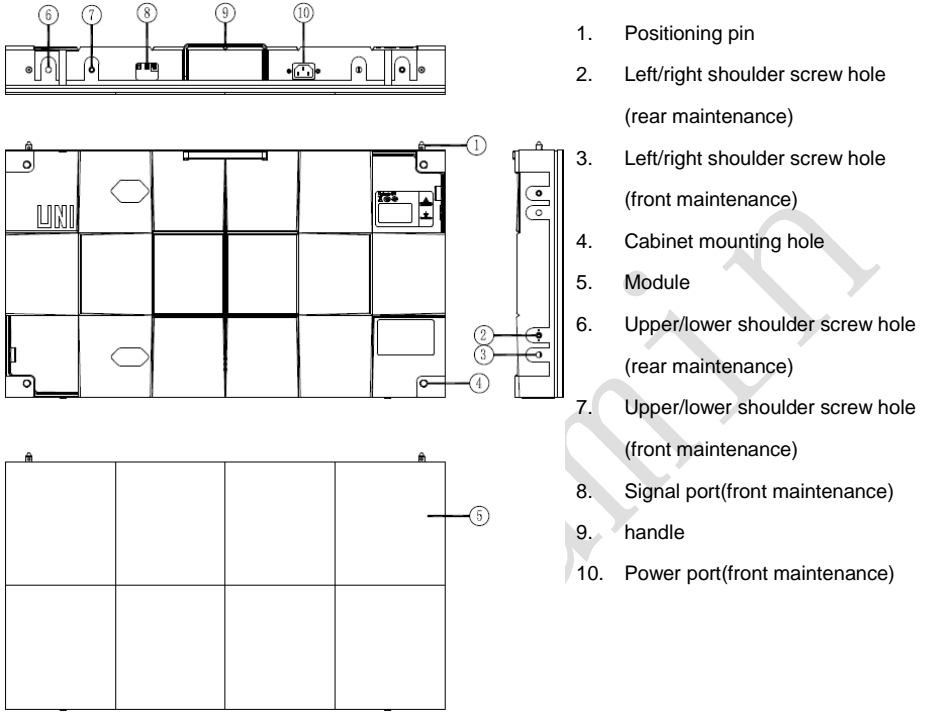 6 7 8 9 10
1
2
3
4
5
UNI
1. Positioning pin
2. Left/right shoulder screw hole
(rear maintenance)
3. Left/right shoulder screw hole
(front maintenance)
4. Cabinet mounting hole
5. Module
6. Upper/lower shoulder screw hole
(rear maintenance)
7. Upper/lower shoulder screw hole
(front maintenance)
8. Signal port(front maintenance)
9. handle
10. Power port(front maintenance)
min